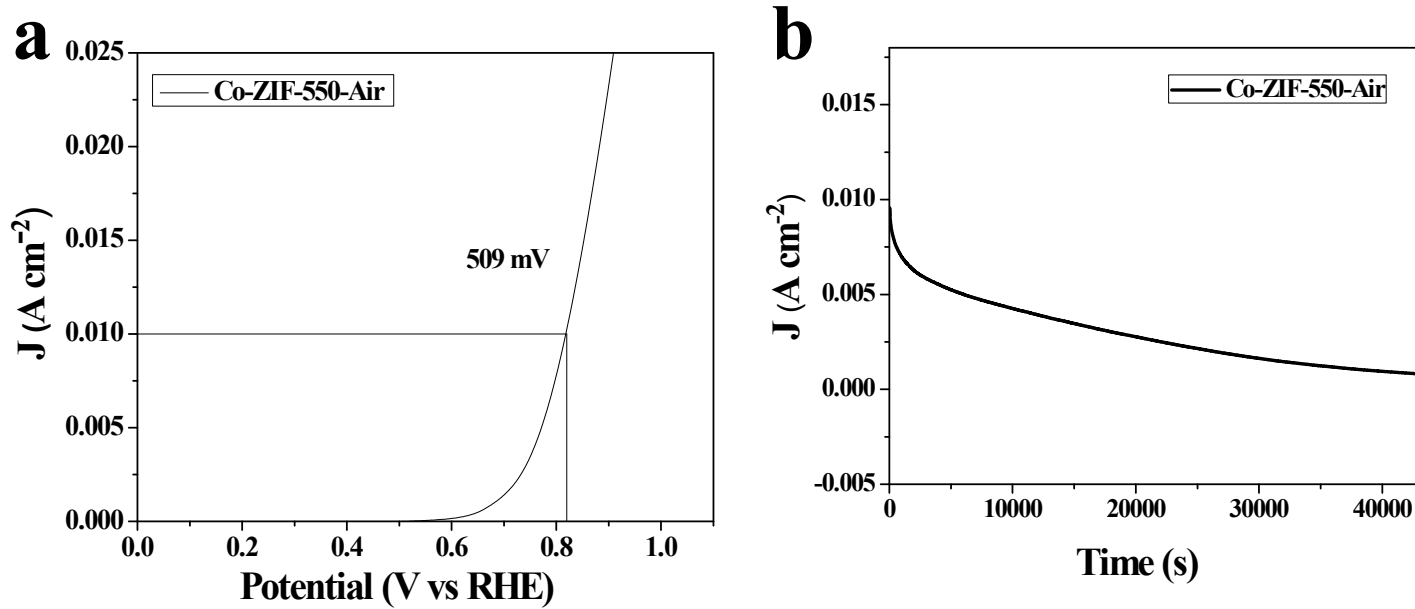 a
0.025
0.020
0.015
0.010
0.005
0.000
J (A cm⁻²)
Co-ZIF-550-Air
509 mV
0.0 0.2 0.4 0.6 0.8 1.0
Potential (V vs RHE)
b
0.015
0.010
0.005
0.000
-0.005
J (A cm⁻²)
Co-ZIF-550-Air
0 10000 20000 30000 40000
Time (s)